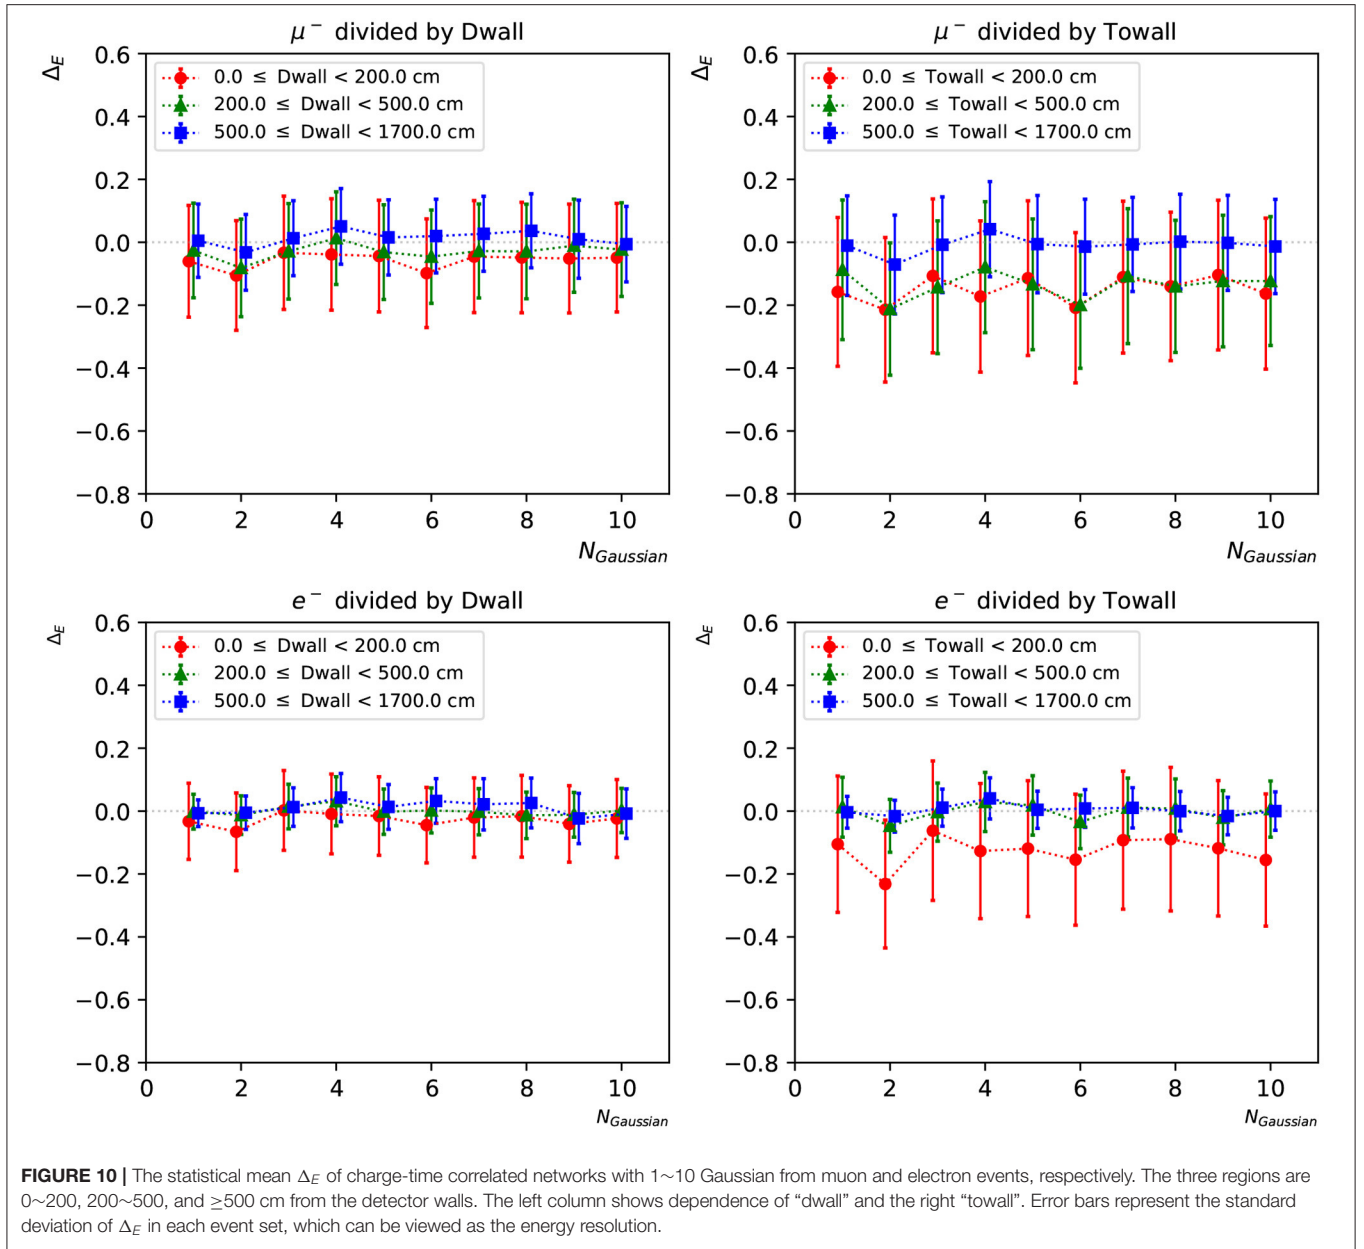 μ⁻ divided by Dwall
Δ_E
0.6
0.4
0.2
0.0
−0.2
−0.4
−0.6
−0.8
0.0 ≤ Dwall < 200.0 cm
200.0 ≤ Dwall < 500.0 cm
500.0 ≤ Dwall < 1700.0 cm
0 2 4 6 8 10
N_Gaussian
μ⁻ divided by Towall
Δ_E
0.6
0.4
0.2
0.0
−0.2
−0.4
−0.6
−0.8
0.0 ≤ Towall < 200.0 cm
200.0 ≤ Towall < 500.0 cm
500.0 ≤ Towall < 1700.0 cm
0 2 4 6 8 10
N_Gaussian
e⁻ divided by Dwall
Δ_E
0.6
0.4
0.2
0.0
−0.2
−0.4
−0.6
−0.8
0.0 ≤ Dwall < 200.0 cm
200.0 ≤ Dwall < 500.0 cm
500.0 ≤ Dwall < 1700.0 cm
0 2 4 6 8 10
N_Gaussian
e⁻ divided by Towall
Δ_E
0.6
0.4
0.2
0.0
−0.2
−0.4
−0.6
−0.8
0.0 ≤ Towall < 200.0 cm
200.0 ≤ Towall < 500.0 cm
500.0 ≤ Towall < 1700.0 cm
0 2 4 6 8 10
N_Gaussian
FIGURE 10 | The statistical mean Δ_E of charge-time correlated networks with 1∼10 Gaussian from muon and electron events, respectively. The three regions are
0∼200, 200∼500, and ≥500 cm from the detector walls. The left column shows dependence of “dwall” and the right “towall”. Error bars represent the standard
deviation of Δ_E in each event set, which can be viewed as the energy resolution.